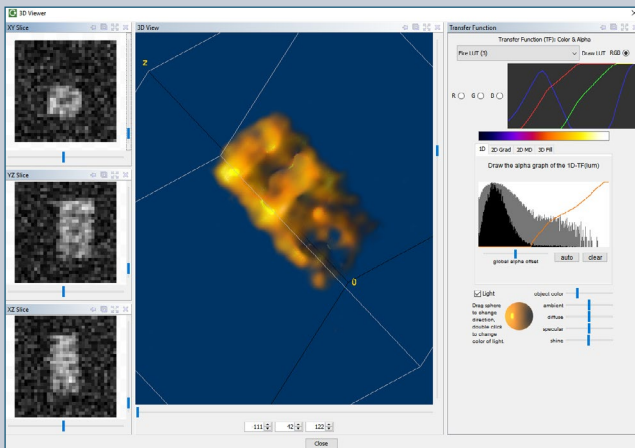 3D Viewer
XY Slice
YZ Slice
XZ Slice
3D View
z
0
-111 42 122
Close
Transfer Function
Transfer Function (TF): Color & Alpha
Fire LUT (5)
Draw LUT RGB
R G B
1D 2D Grad 2D MD 3D Fill
Draw the alpha graph of the 1D-TF(lum)
global alpha offset
auto clear
Light
Drag sphere
to change
direction,
double click
to change
color of light.
object color
ambient
diffuse
specular
shine